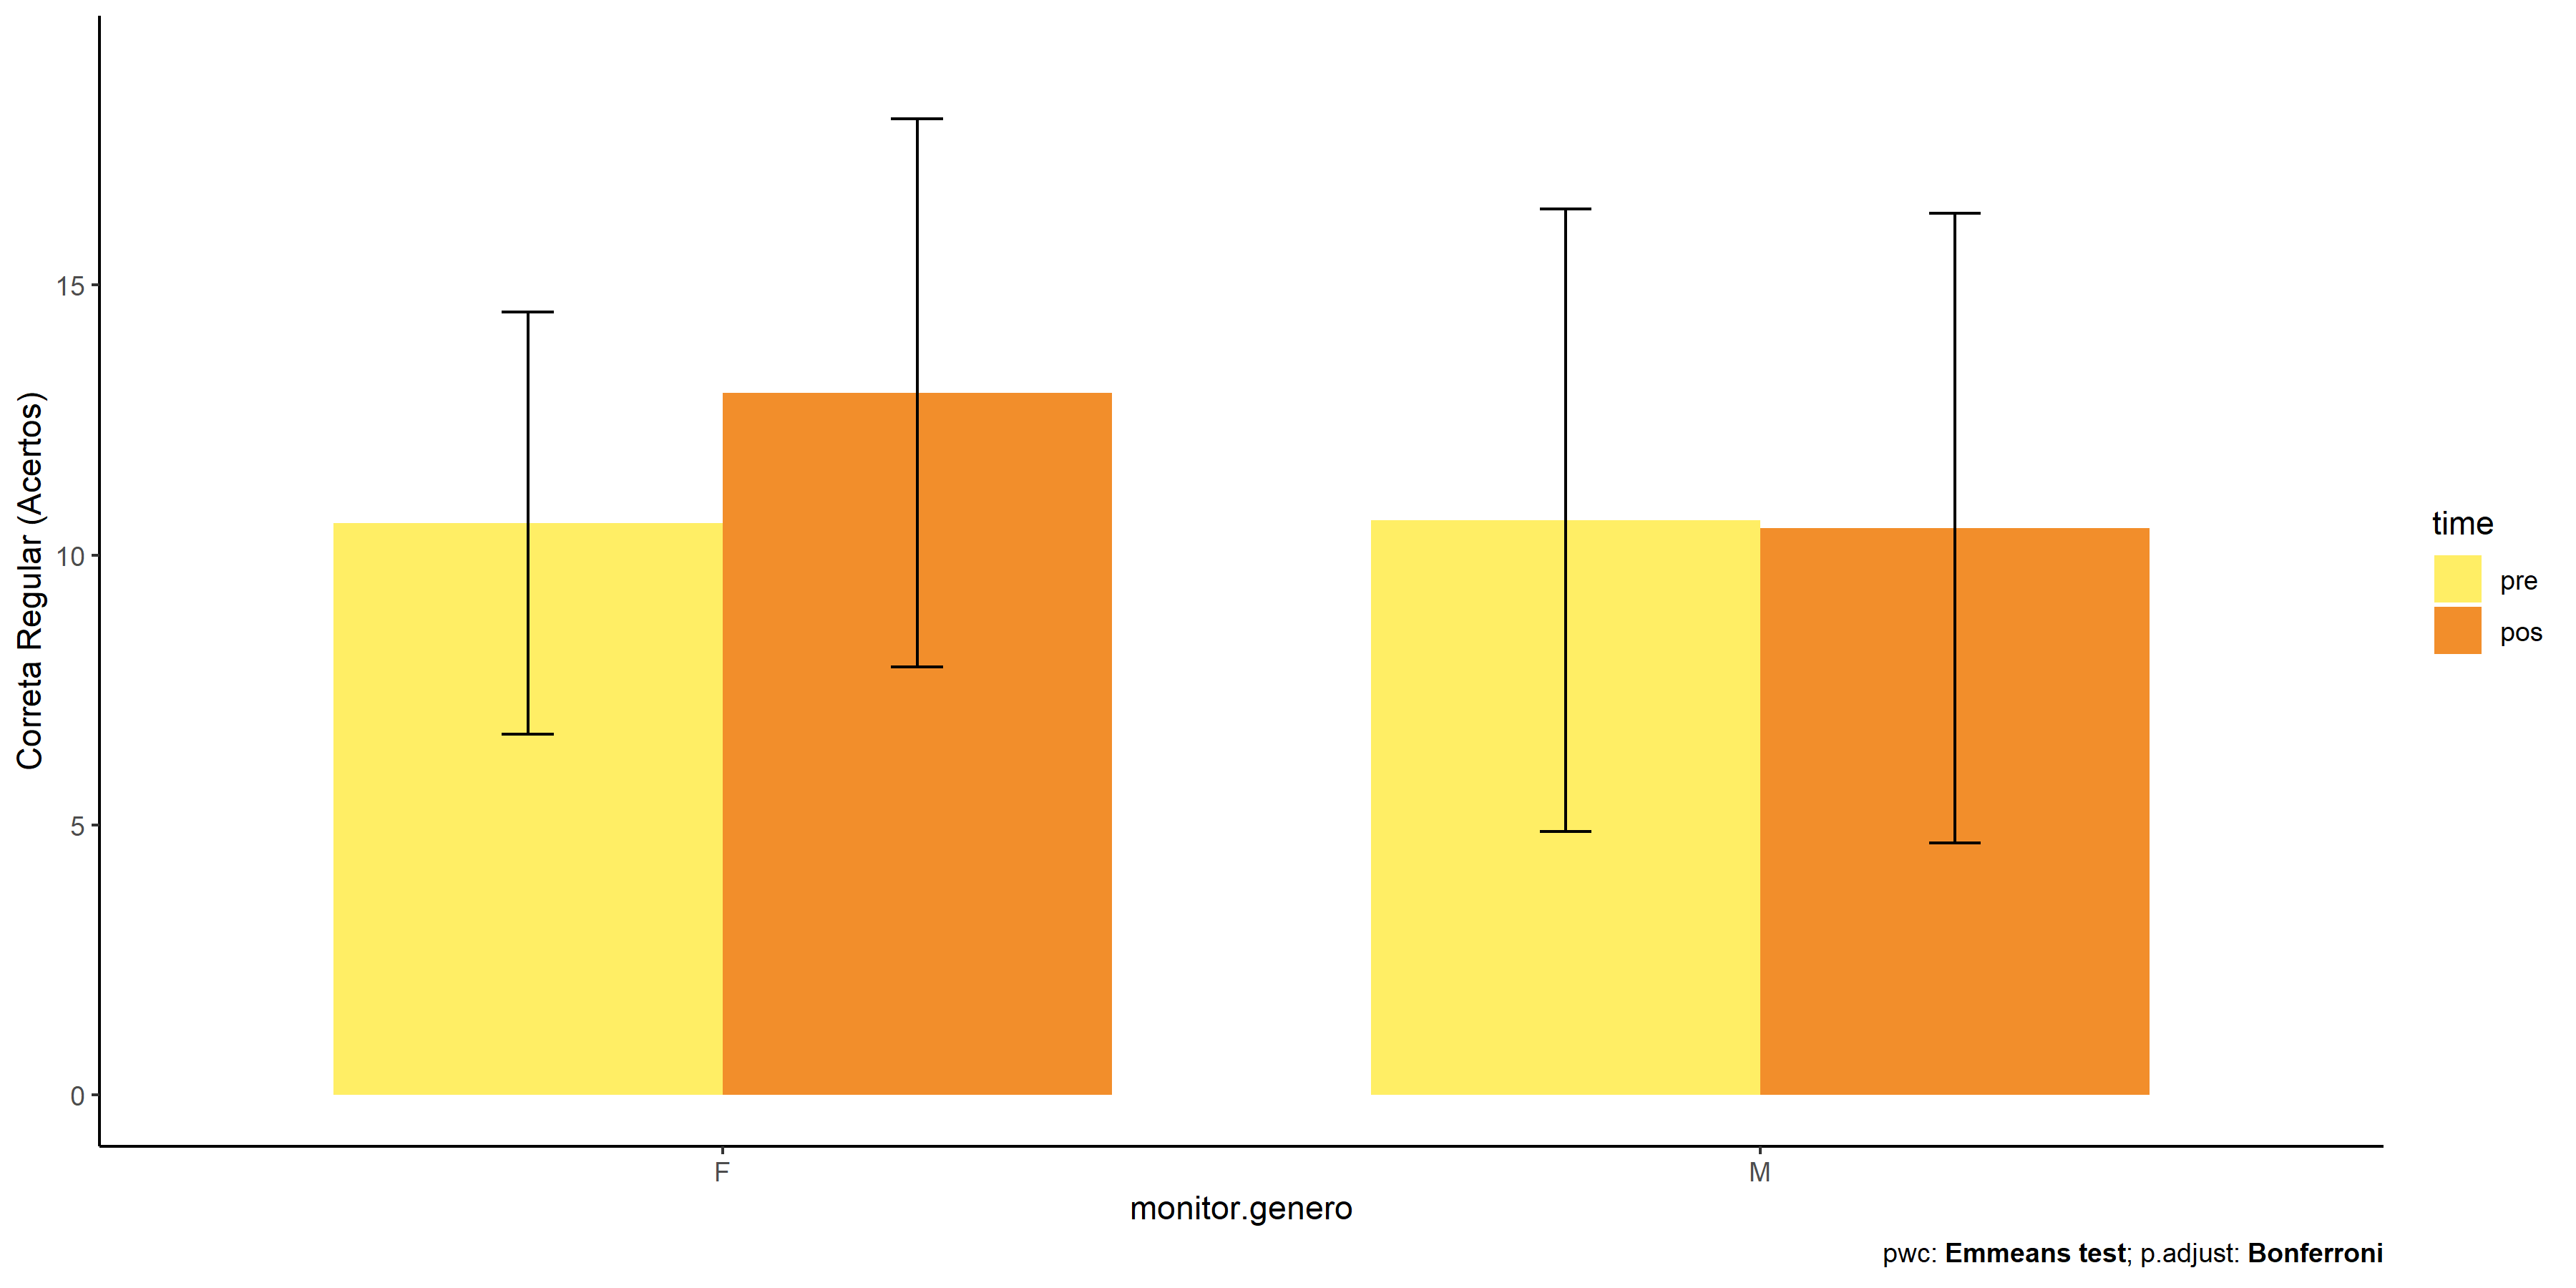 Correta Regular (Acertos)
15
10
5
0
F
M
monitor.genero
time
pre
pos
pwc: Emmeans test; p.adjust: Bonferroni